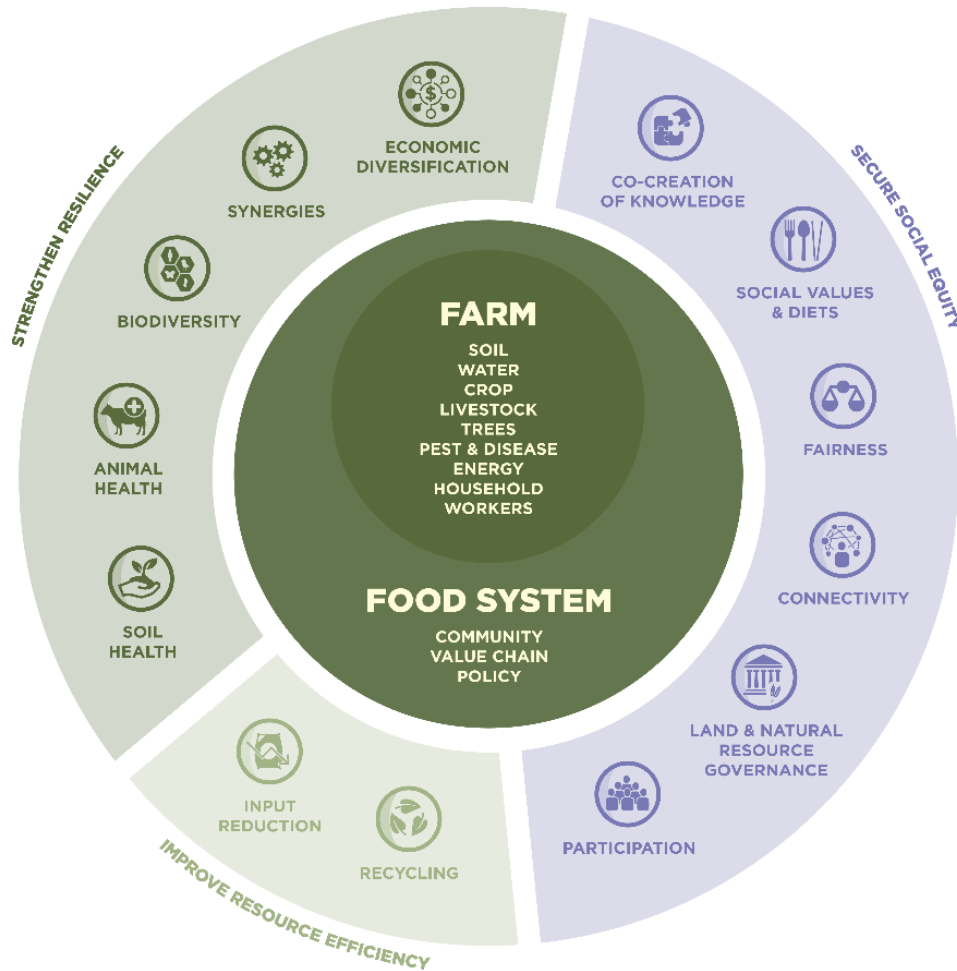 STRENGTHEN RESILIENCE
ECONOMIC
DIVERSIFICATION
SYNERGIES
BIODIVERSITY
ANIMAL
HEALTH
SOIL
HEALTH
SECURE SOCIAL EQUITY
CO-CREATION
OF KNOWLEDGE
SOCIAL VALUES
& DIETS
FAIRNESS
CONNECTIVITY
LAND & NATURAL
RESOURCE
GOVERNANCE
PARTICIPATION
IMPROVE RESOURCE EFFICIENCY
INPUT
REDUCTION
RECYCLING
FARM
SOIL
WATER
CROP
LIVESTOCK
TREES
PEST & DISEASE
ENERGY
HOUSEHOLD
WORKERS
FOOD SYSTEM
COMMUNITY
VALUE CHAIN
POLICY
$